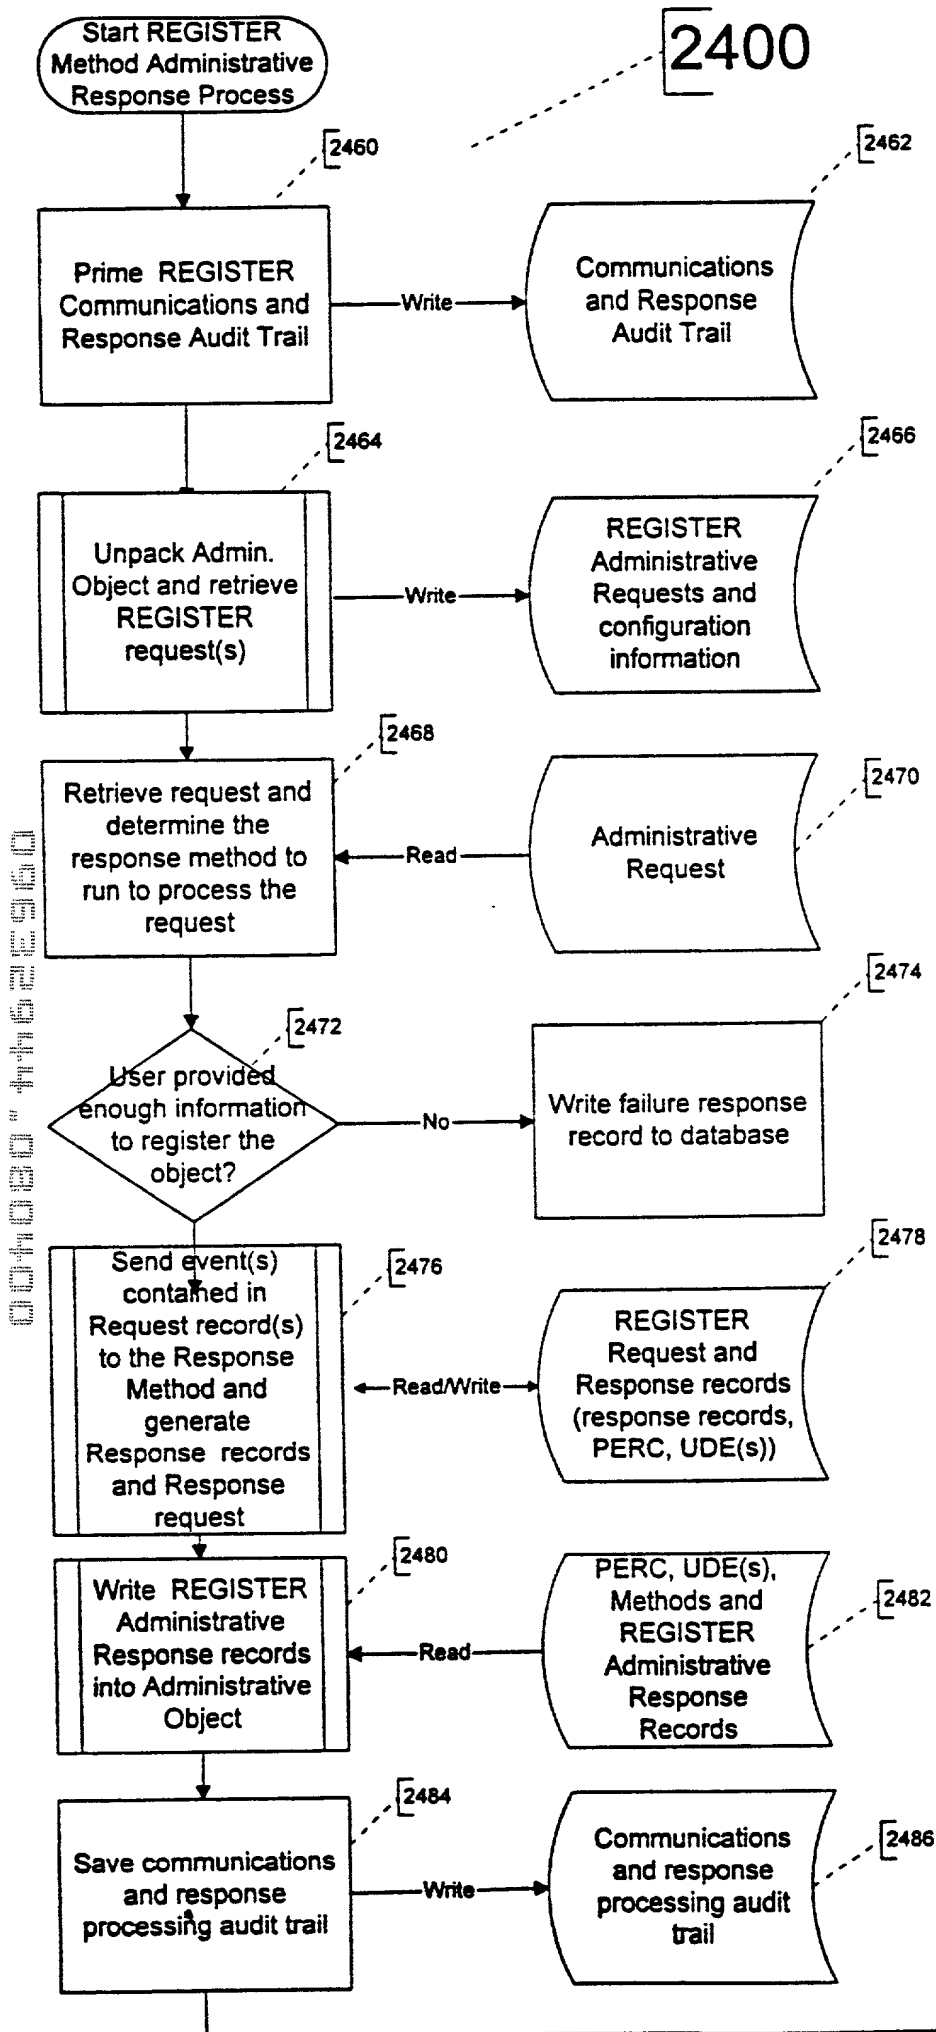 Start REGISTER
Method Administrative
Response Process
2400
2460
2462
Prime REGISTER
Communications and
Response Audit Trail
Write
Communications
and Response
Audit Trail
2464
2466
Unpack Admin.
Object and retrieve
REGISTER
request(s)
Write
REGISTER
Administrative
Requests and
configuration
information
2468
2470
Retrieve request and
determine the
response method to
run to process the
request
Read
Administrative
Request
2472
2474
User provided
enough information
to register the
object?
No
Write failure response
record to database
2476
2478
Send event(s)
contained in
Request record(s)
to the Response
Method and
generate
Response records
and Response
request
Read/Write
REGISTER
Request and
Response records
(response records,
PERC, UDE(s))
2480
2482
Write REGISTER
Administrative
Response records
into Administrative
Object
Read
PERC, UDE(s),
Methods and
REGISTER
Administrative
Response
Records
2484
2486
Save communications
and response
processing audit trail
Write
Communications
and response
processing audit
trail